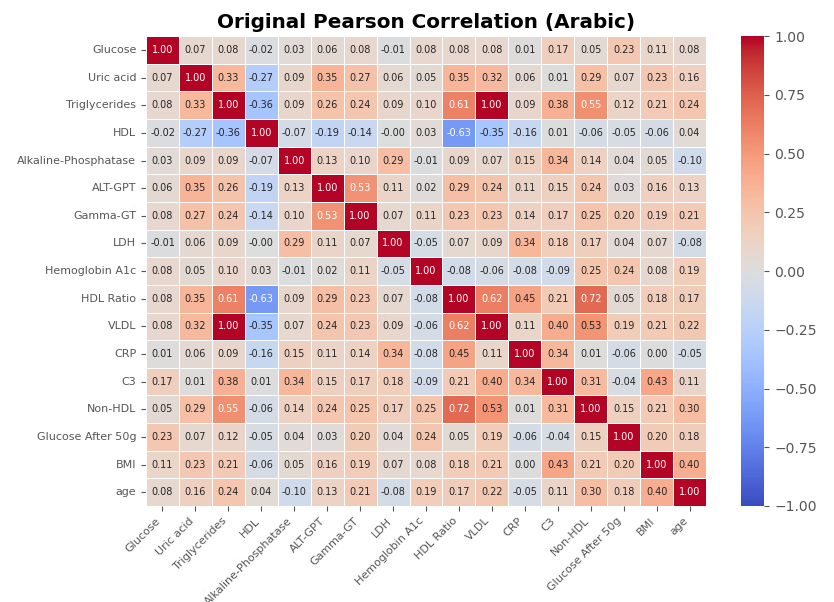 Original Pearson Correlation (Arabic)
Glucose 1.00 0.07 0.08 -0.02 0.03 0.06 0.08 -0.01 0.08 0.08 0.08 0.01 0.17 0.05 0.23 0.11 0.08
Uric acid 0.07 1.00 0.33 -0.27 0.09 0.35 0.27 0.06 0.05 0.35 0.32 0.06 0.01 0.29 0.07 0.23 0.16
Triglycerides 0.08 0.33 1.00 -0.36 0.09 0.26 0.24 0.09 0.10 0.61 1.00 0.09 0.38 0.55 0.12 0.21 0.24
HDL -0.02 -0.27 -0.36 1.00 -0.07 -0.19 -0.14 -0.00 0.03 -0.63 -0.35 -0.16 0.01 -0.06 -0.05 -0.06 0.04
Alkaline-Phosphatase 0.03 0.09 0.09 -0.07 1.00 0.13 0.10 0.29 -0.01 0.09 0.07 0.15 0.34 0.14 0.04 0.05 -0.10
ALT-GPT 0.06 0.35 0.26 -0.19 0.13 1.00 0.53 0.11 0.02 0.29 0.24 0.11 0.15 0.24 0.03 0.16 0.13
Gamma-GT 0.08 0.27 0.24 -0.14 0.10 0.53 1.00 0.07 0.11 0.23 0.23 0.14 0.17 0.25 0.20 0.19 0.21
LDH -0.01 0.06 0.09 -0.00 0.29 0.11 0.07 1.00 -0.05 0.07 0.09 0.34 0.18 0.17 0.04 0.07 -0.08
Hemoglobin A1c 0.08 0.05 0.10 0.03 -0.01 0.02 0.11 -0.05 1.00 -0.08 -0.06 -0.08 -0.09 0.25 0.24 0.08 0.19
HDL Ratio 0.08 0.35 0.61 -0.63 0.09 0.29 0.23 0.07 -0.08 1.00 0.62 0.45 0.21 0.72 0.05 0.18 0.17
VLDL 0.08 0.32 1.00 -0.35 0.07 0.24 0.23 0.09 -0.06 0.62 1.00 0.11 0.40 0.53 0.19 0.21 0.22
CRP 0.01 0.06 0.09 -0.16 0.15 0.11 0.14 0.34 -0.08 0.45 0.11 1.00 0.34 0.01 -0.06 0.00 -0.05
C3 0.17 0.01 0.38 0.01 0.34 0.15 0.17 0.18 -0.09 0.21 0.40 0.34 1.00 0.31 -0.04 0.43 0.11
Non-HDL 0.05 0.29 0.55 -0.06 0.14 0.24 0.25 0.17 0.25 0.72 0.53 0.01 0.31 1.00 0.15 0.21 0.30
Glucose After 50g 0.23 0.07 0.12 -0.05 0.04 0.03 0.20 0.04 0.24 0.05 0.19 -0.06 -0.04 0.15 1.00 0.20 0.18
BMI 0.11 0.23 0.21 -0.06 0.05 0.16 0.19 0.07 0.08 0.18 0.21 0.00 0.43 0.21 0.20 1.00 0.40
age 0.08 0.16 0.24 0.04 -0.10 0.13 0.21 -0.08 0.19 0.17 0.22 -0.05 0.11 0.30 0.18 0.40 1.00
Glucose
Uric acid
Triglycerides
HDL
Alkaline-Phosphatase
ALT-GPT
Gamma-GT
LDH
Hemoglobin A1c
HDL Ratio
VLDL
CRP
C3
Non-HDL
Glucose After 50g
BMI
age
1.00
0.75
0.50
0.25
0.00
−0.25
−0.50
−0.75
−1.00